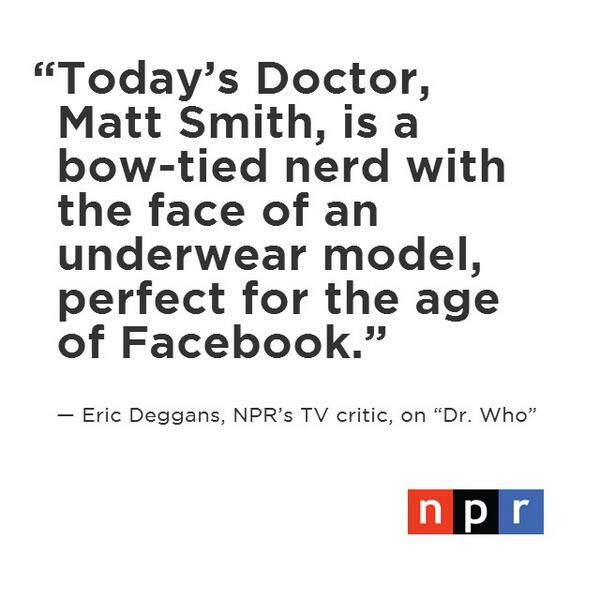 “Today’s Doctor,
Matt Smith, is a
bow-tied nerd with
the face of an
underwear model,
perfect for the age
of Facebook.”
— Eric Deggans, NPR’s TV critic, on “Dr. Who”
npr